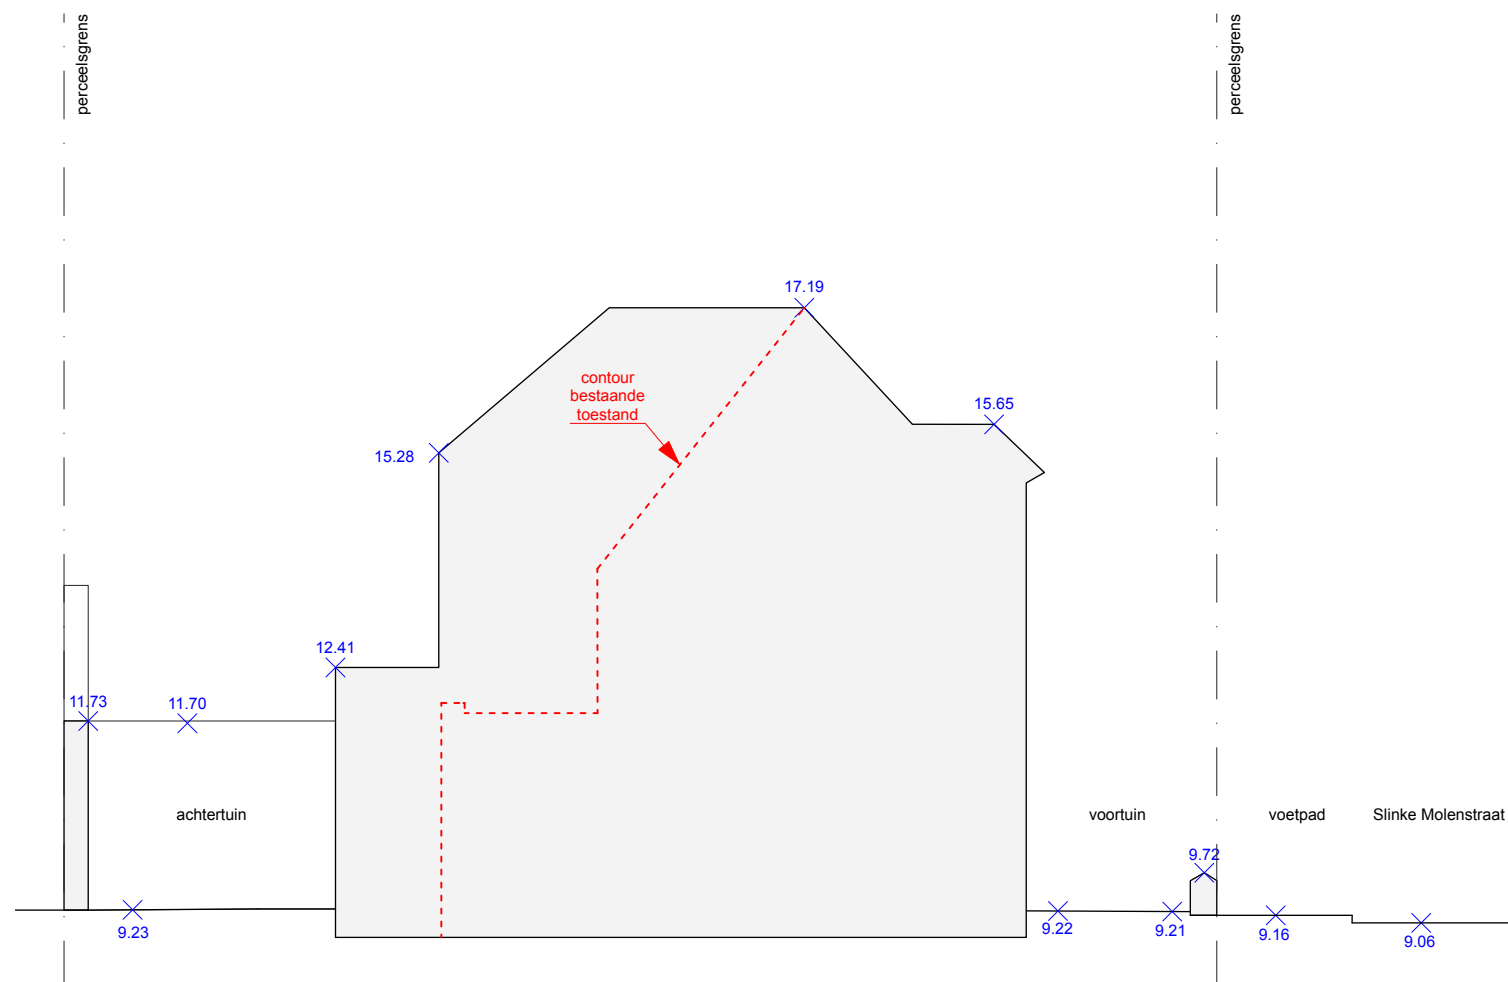 perceelsgrens
perceelsgrens
17.19
contour
bestaande
toestand
15.65
15.28
12.41
11.73
11.70
achtertuin
voortuin
voetpad
Slinke Molenstraat
9.72
9.23
9.22
9.21
9.16
9.06